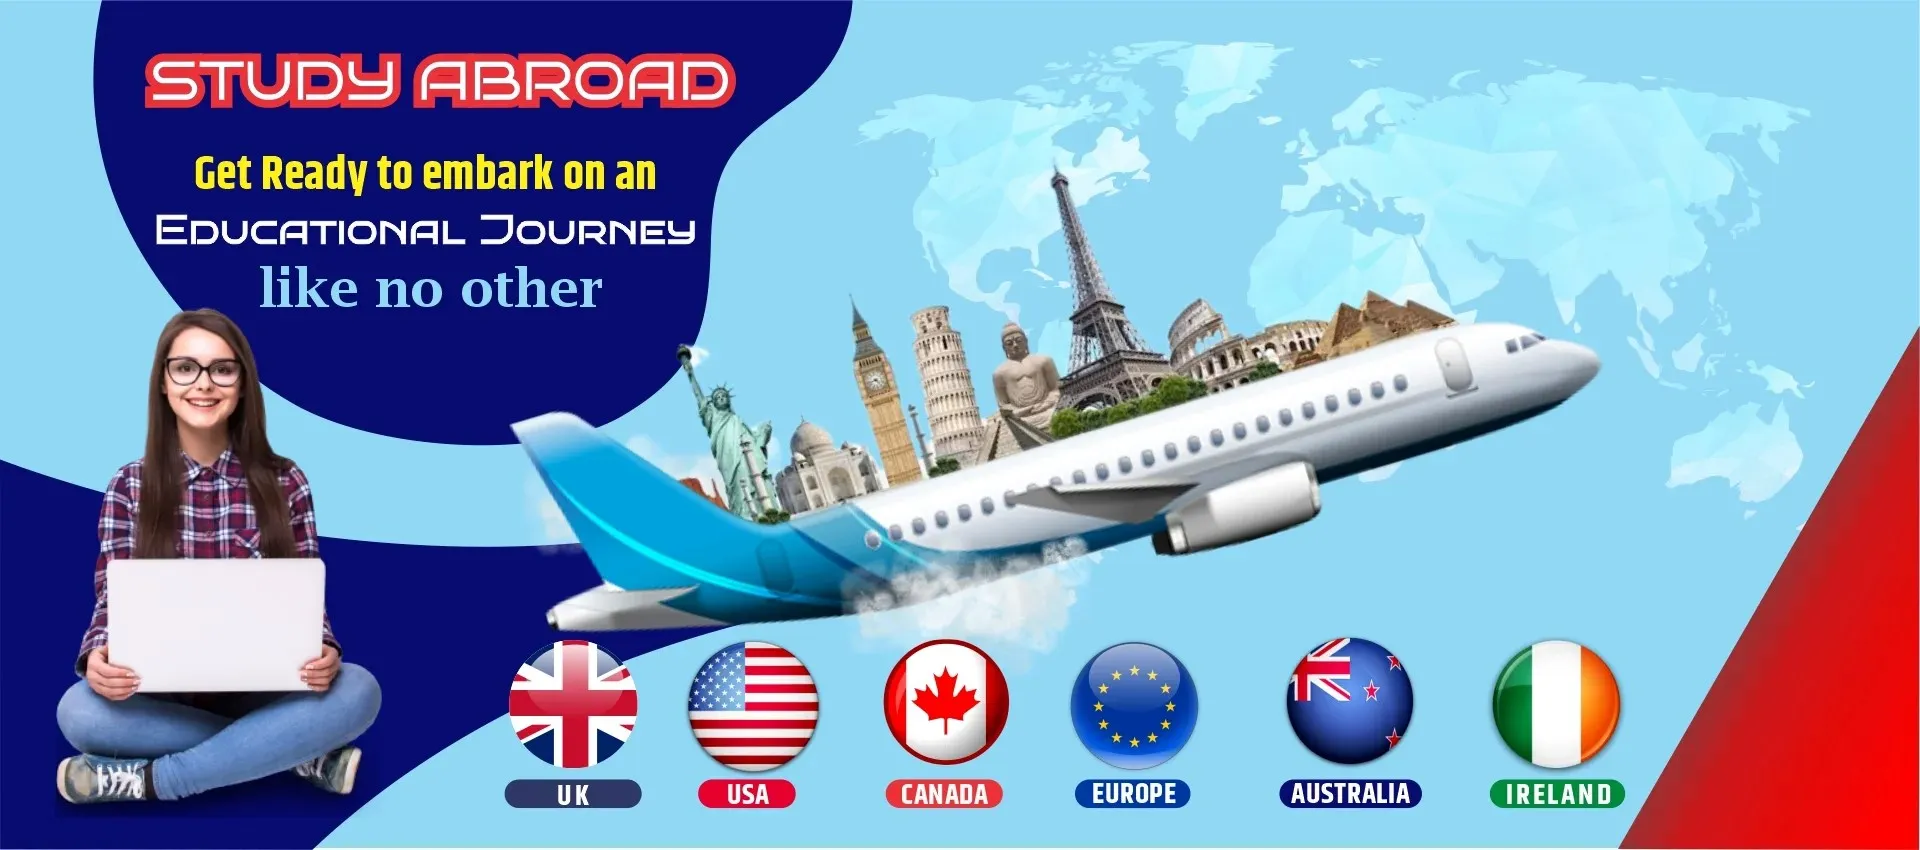 STUDY ABROAD
Get Ready to embark on an
EDUCATIONAL JOURNEY
like no other
UK
USA
CANADA
EUROPE
AUSTRALIA
IRELAND